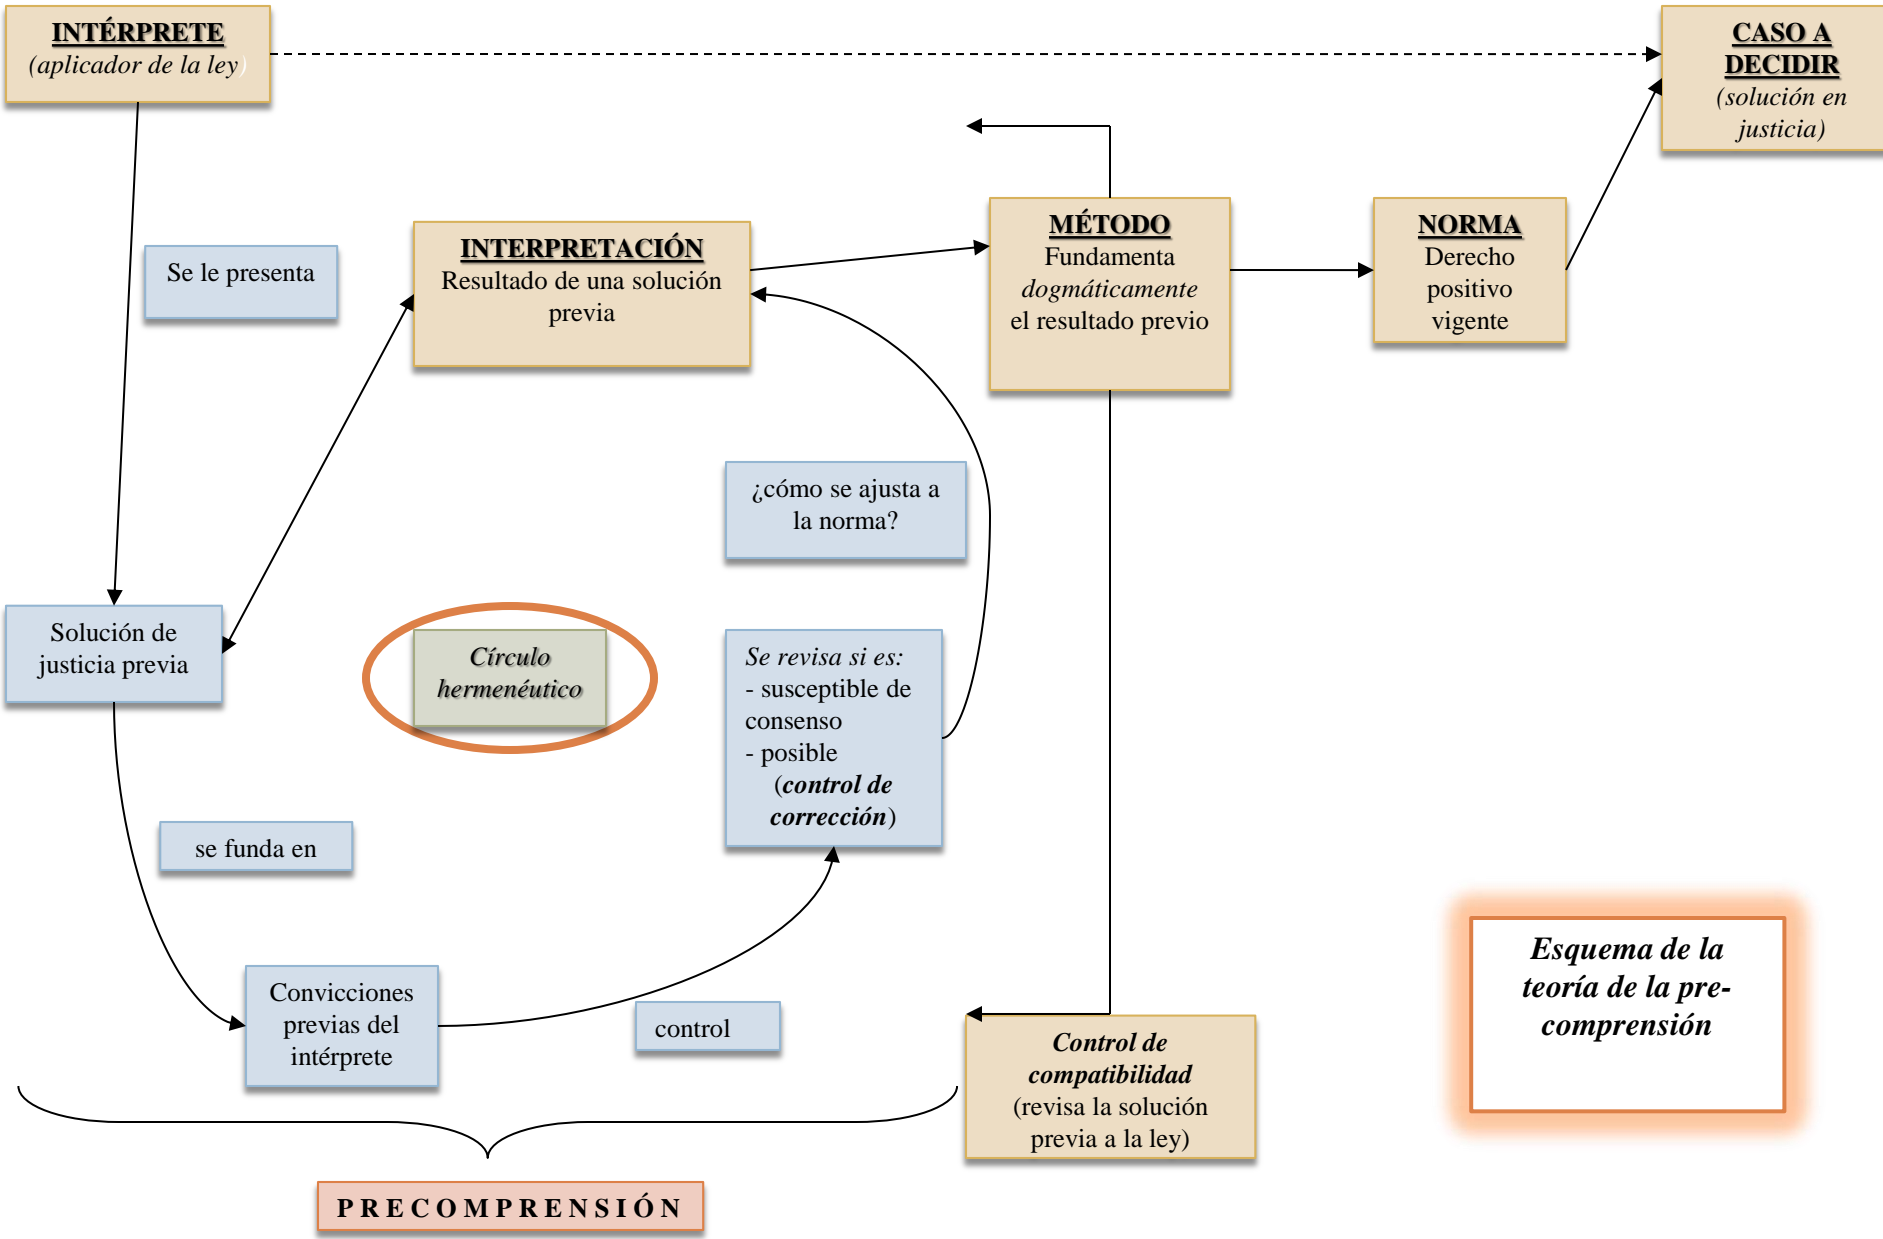 INTÉRPRETE
(aplicador de la ley)
CASO A
DECIDIR
(solución en
justicia)
Se le presenta
INTERPRETACIÓN
Resultado de una solución
previa
MÉTODO
Fundamenta
dogmáticamente
el resultado previo
NORMA
Derecho
positivo
vigente
¿cómo se ajusta a
la norma?
Solución de
justicia previa
Círculo
hermenéutico
Se revisa si es:
- susceptible de
consenso
- posible
(control de
corrección)
se funda en
Convicciones
previas del
intérprete
control
Control de
compatibilidad
(revisa la solución
previa a la ley)
Esquema de la
teoría de la pre-
comprensión
P R E C O M P R E N S I Ó N